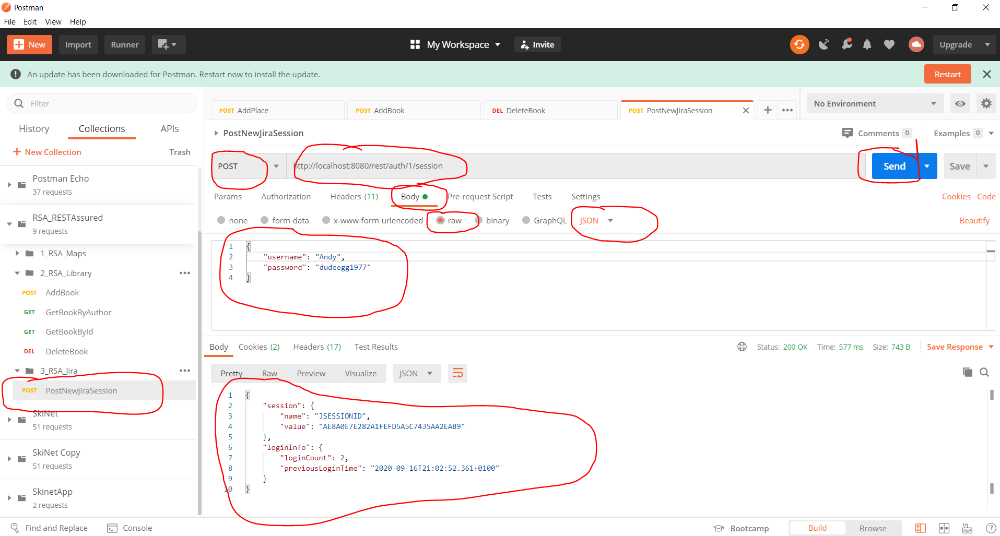 Postman
File Edit View Help
New Import Runner My Workspace Invite Upgrade
An update has been downloaded for Postman. Restart now to install the update. Restart
Filter
History Collections APIs
New Collection Trash
Postman Echo
37 requests
RSA_RESTAssured
9 requests
1_RSA_Maps
2_RSA_Library
POST AddBook
GET GetBookByAuthor
GET GetBookById
DEL DeleteBook
3_RSA_Jira
POST PostNewJiraSession
SkiNet
51 requests
SkiNet Copy
51 requests
SkinetApp
2 requests
POST AddPlace POST AddBook DEL DeleteBook POST PostNewJiraSession No Environment
PostNewJiraSession Comments 0 Examples 0
POST http://localhost:8080/rest/auth/1/session Send Save
Params Authorization Headers (11) Body Pre-request Script Tests Settings Cookies Code
none form-data x-www-form-urlencoded raw binary GraphQL JSON Beautify
1 {
2 "username": "Andy",
3 "password": "dudeegg1977"
4 }
Body Cookies (2) Headers (17) Test Results Status: 200 OK Time: 577 ms Size: 743 B Save Response
Pretty Raw Preview Visualize JSON
1 {
2 "session": {
3 "name": "JSESSIONID",
4 "value": "AE8A0E7E282A1FEFD5A5C7435AA2EA89"
5 },
6 "loginInfo": {
7 "loginCount": 2,
8 "previousLoginTime": "2020-09-16T21:02:52.361+0100"
9 }
10 }
Find and Replace Console Bootcamp Build Browse